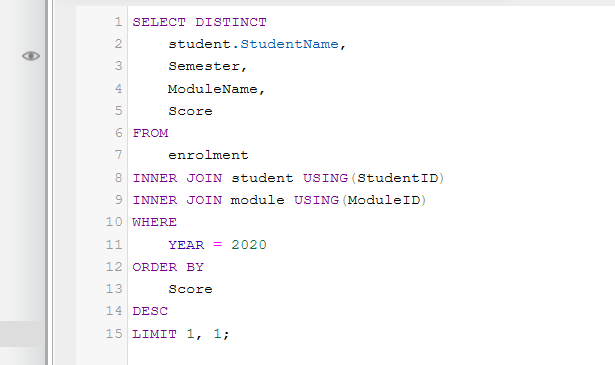 1 SELECT DISTINCT
2 student.StudentName,
3 Semester,
4 ModuleName,
5 Score
6 FROM
7 enrolment
8 INNER JOIN student USING(StudentID)
9 INNER JOIN module USING(ModuleID)
10 WHERE
11 YEAR = 2020
12 ORDER BY
13 Score
14 DESC
15 LIMIT 1, 1;